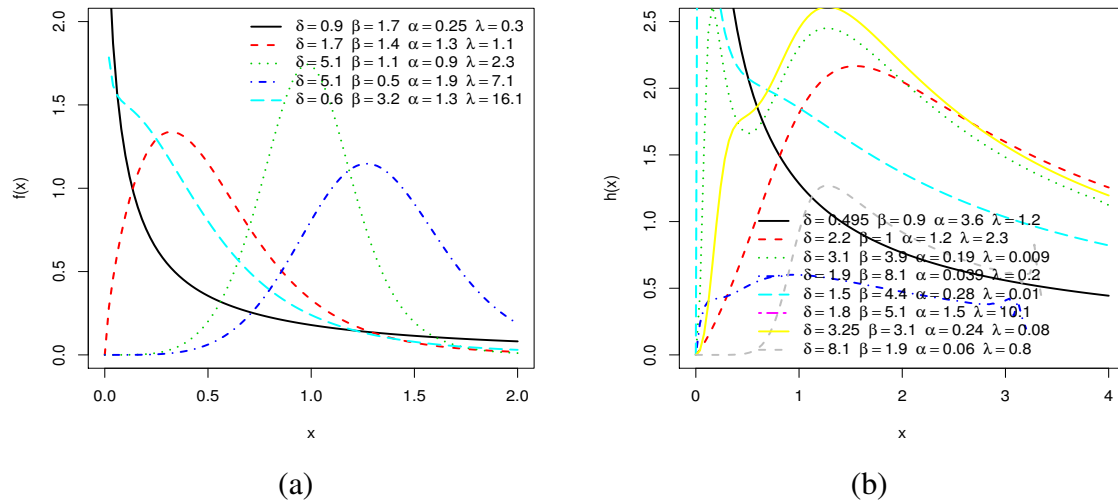 δ = 0.9 β = 1.7 α = 0.25 λ = 0.3
δ = 1.7 β = 1.4 α = 1.3 λ = 1.1
δ = 5.1 β = 1.1 α = 0.9 λ = 2.3
δ = 5.1 β = 0.5 α = 1.9 λ = 7.1
δ = 0.6 β = 3.2 α = 1.3 λ = 16.1
2.0
1.5
1.0
0.5
0.0
f(x)
0.0 0.5 1.0 1.5 2.0
x
(a)
2.5
2.0
1.5
1.0
0.5
0.0
h(x)
δ = 0.495 β = 0.9 α = 3.6 λ = 1.2
δ = 2.2 β = 1 α = 1.2 λ = 2.3
δ = 3.1 β = 3.9 α = 0.19 λ = 0.009
δ = 1.9 β = 8.1 α = 0.039 λ = 0.2
δ = 1.5 β = 4.4 α = 0.28 λ = 0.01
δ = 1.8 β = 5.1 α = 1.5 λ = 10.1
δ = 3.25 β = 3.1 α = 0.24 λ = 0.08
δ = 8.1 β = 1.9 α = 0.06 λ = 0.8
0 1 2 3 4
x
(b)